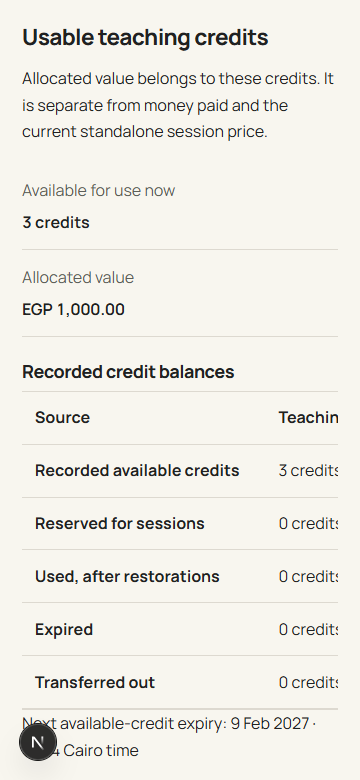 Usable teaching credits
Allocated value belongs to these credits. It
is separate from money paid and the
current standalone session price.
Available for use now
3 credits
Allocated value
EGP 1,000.00
Recorded credit balances
Source Teachin
Recorded available credits 3 credits
Reserved for sessions 0 credits
Used, after restorations 0 credits
Expired 0 credits
Transferred out 0 credits
Next available-credit expiry: 9 Feb 2027 ·
4 Cairo time
N